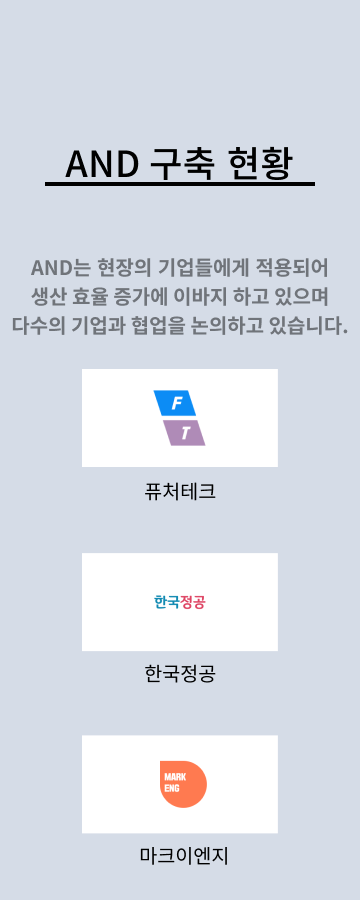 AND 구축 현황
AND는 현장의 기업들에게 적용되어
생산 효율 증가에 이바지 하고 있으며
다수의 기업과 협업을 논의하고 있습니다.
F
T
퓨처테크
한국정공
한국정공
MARK
ENG
마크이엔지